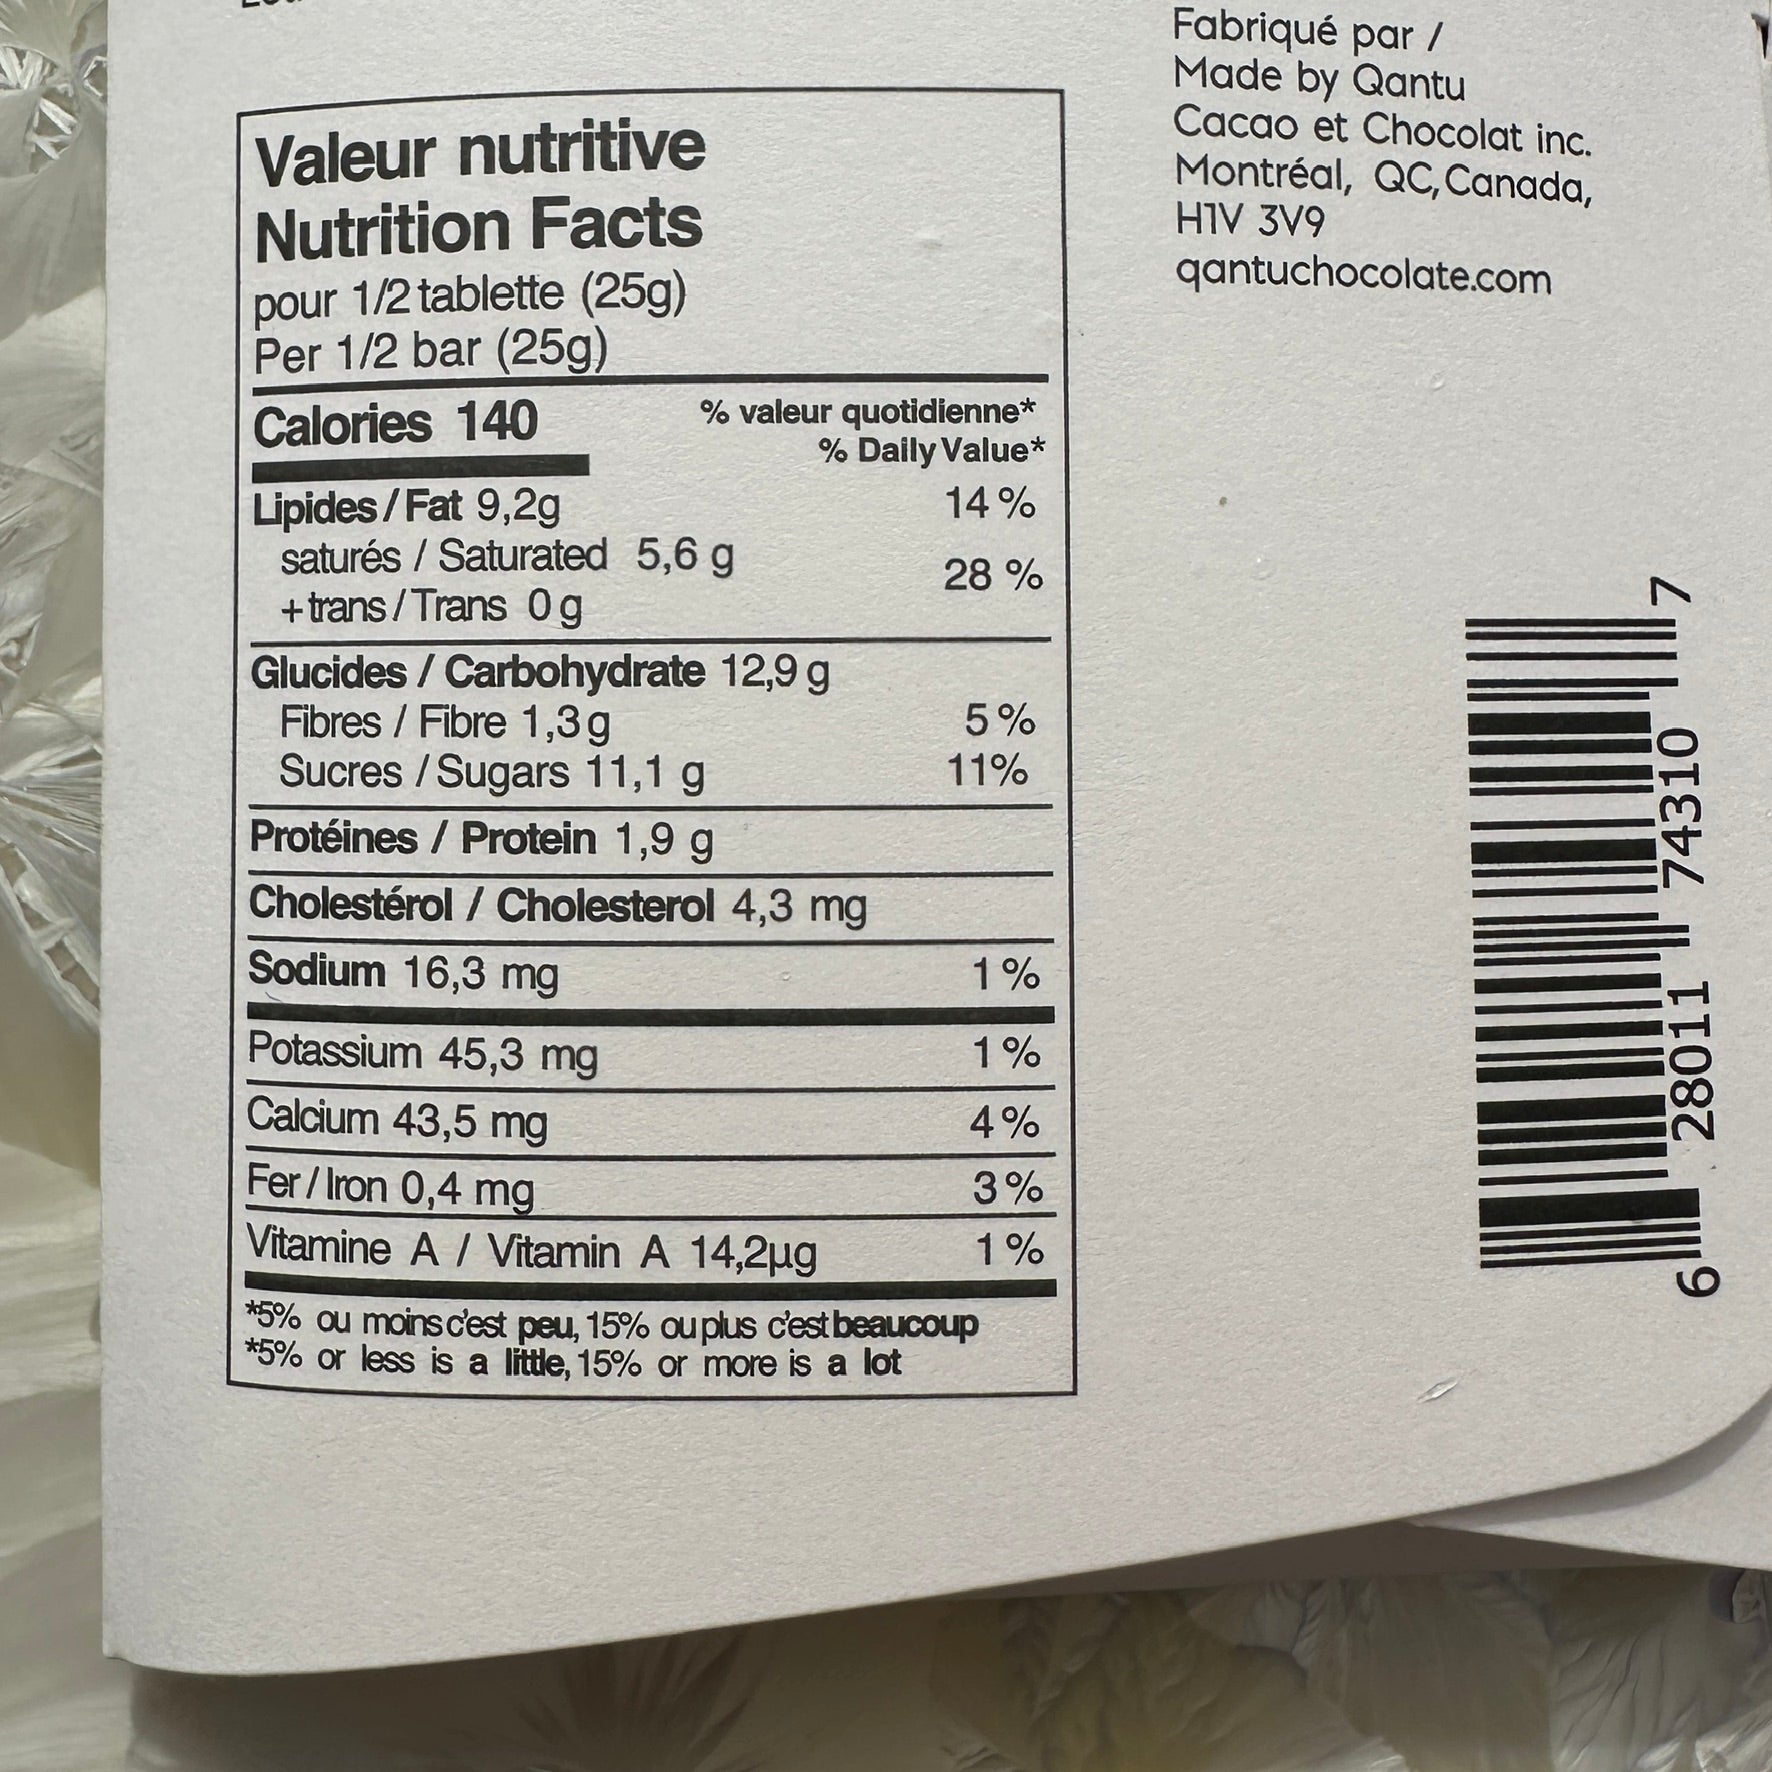 Valeur nutritive
Nutrition Facts
pour 1/2 tablette (25g)
Per 1/2 bar (25g)
Calories 140
% valeur quotidienne*
% Daily Value*
Lipides / Fat 9,2g 14 %
saturés / Saturated 5,6 g
+ trans / Trans 0 g
28 %
Glucides / Carbohydrate 12,9 g
Fibres / Fibre 1,3 g 5 %
Sucres / Sugars 11,1 g 11%
Protéines / Protein 1,9 g
Cholestérol / Cholesterol 4,3 mg
Sodium 16,3 mg 1 %
Potassium 45,3 mg 1 %
Calcium 43,5 mg 4 %
Fer / Iron 0,4 mg 3 %
Vitamine A / Vitamin A 14,2µg 1 %
*5% ou moins c'est peu, 15% ou plus c'est beaucoup
*5% or less is a little, 15% or more is a lot
Fabriqué par /
Made by Qantu
Cacao et Chocolat inc.
Montréal, QC, Canada,
H1V 3V9
qantuchocolate.com
6 28011 74310 7